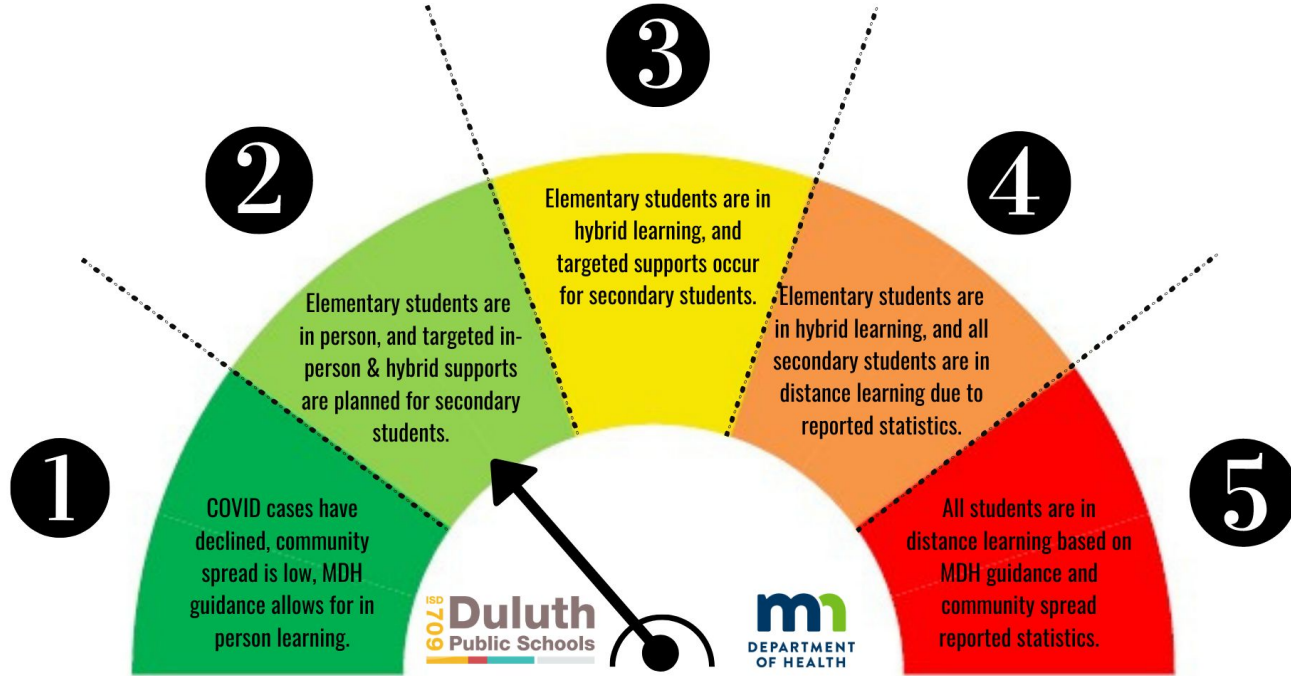 1
COVID cases have
declined, community
spread is low, MDH
guidance allows for in
person learning.
2
Elementary students are
in person, and targeted in-
person & hybrid supports
are planned for secondary
students.
3
Elementary students are in
hybrid learning, and
targeted supports occur
for secondary students.
4
Elementary students are
in hybrid learning, and all
secondary students are in
distance learning due to
reported statistics.
5
All students are in
distance learning based on
MDH guidance and
community spread
reported statistics.
ISD
709
Duluth
Public Schools
mn
DEPARTMENT
OF HEALTH